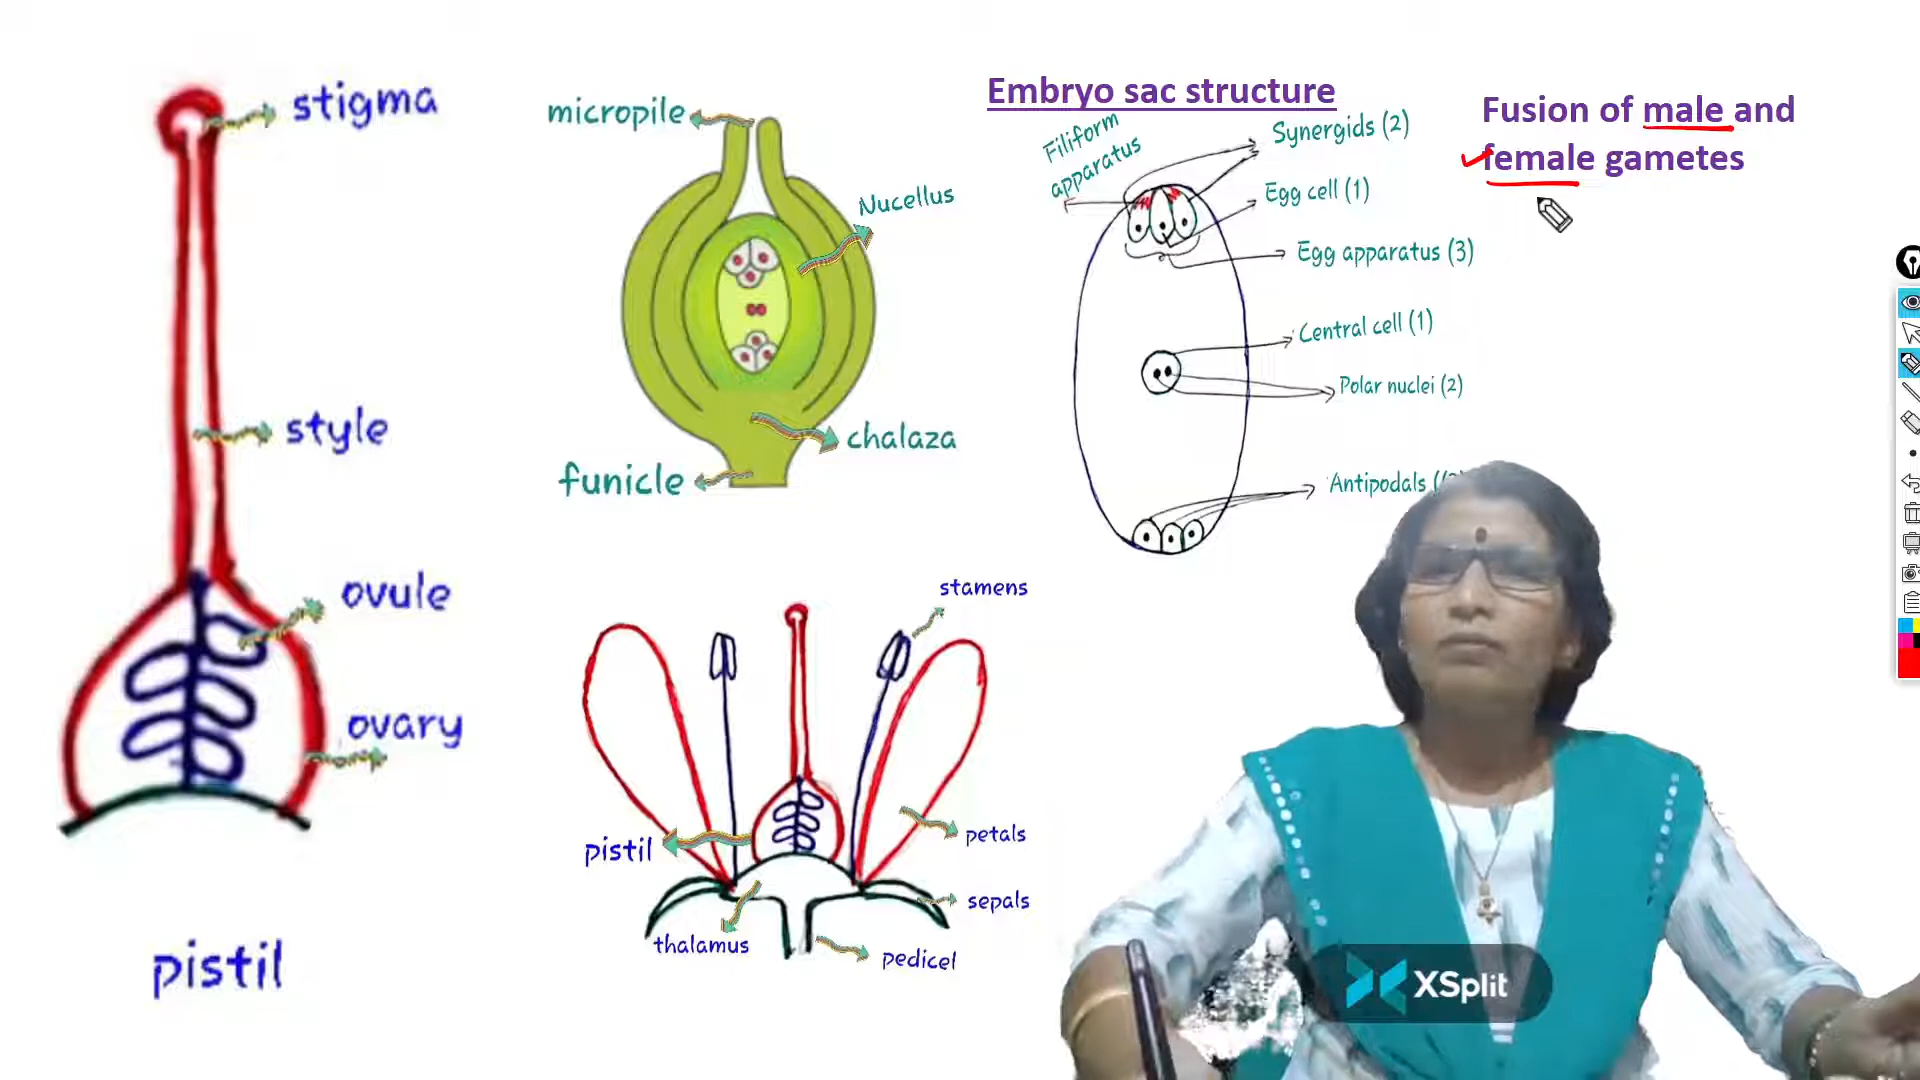 stigma
style
ovule
ovary
pistil
micropile
Nucellus
chalaza
funicle
stamens
pistil
petals
sepals
thalamus
pedicel
Embryo sac structure
Filiform
apparatus
Synergids (2)
Egg cell (1)
Egg apparatus (3)
Central cell (1)
Polar nuclei (2)
Antipodals
Fusion of male and
female gametes
XSplit